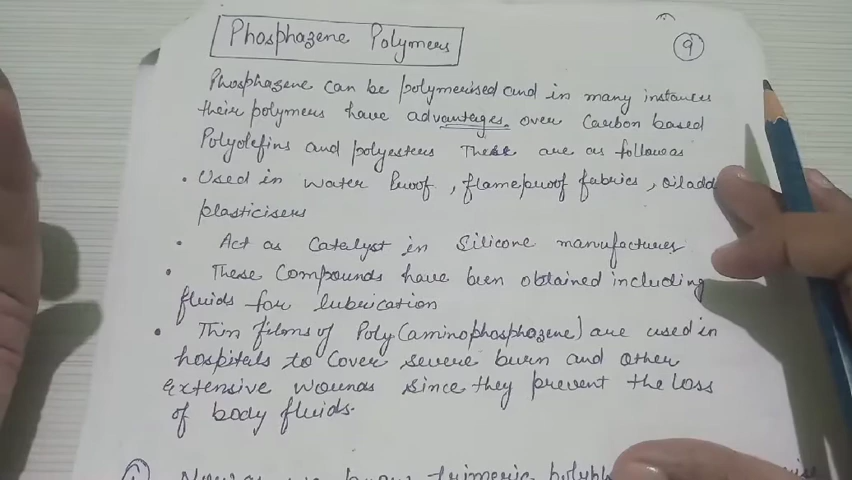 Phosphazene Polymers
9
Phosphazene can be polymerised and in many instances
their polymers have advantages over Carbon based
Polyolefins and polyesters These are as follow as
• Used in water Proof, flameproof fabrics, oil add
plasticisers
• Act as Catalyst in Silicone manufactures
• These Compounds have been obtained including
fluids for lubrication
• Thin films of Poly(aminophosphazene) are used in
hospitals to Cover severe burn and other
extensive wounds since they prevent the loss
of body fluids.
trimeric